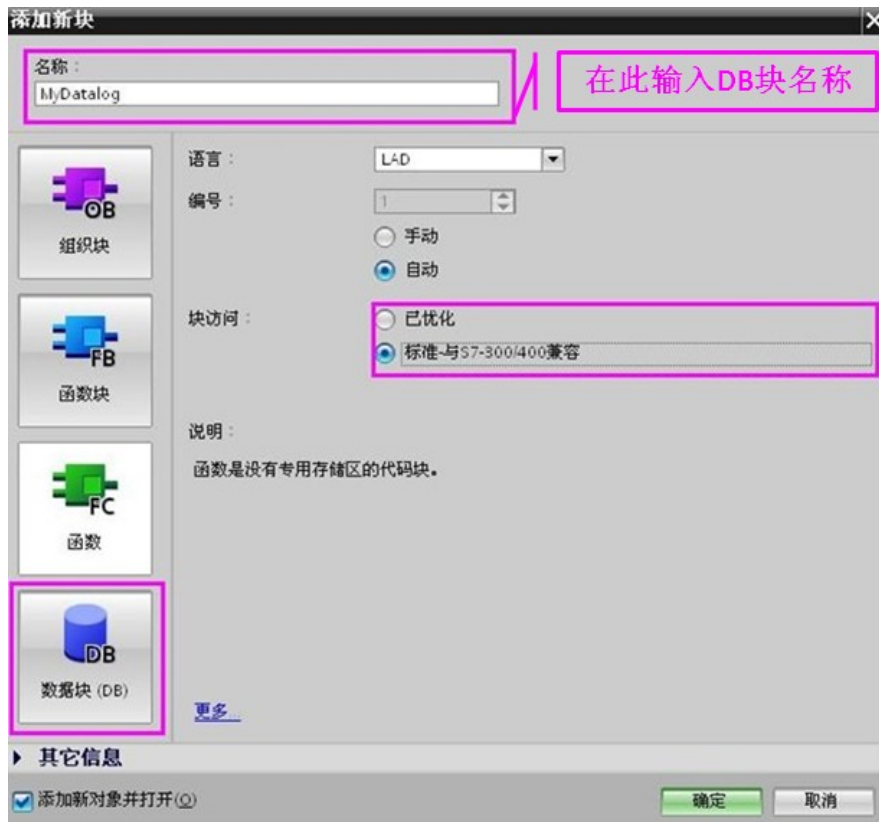 添加新块
名称：
MyDatalog
在此输入DB块名称
语言：
LAD
编号：
1
手动
自动
块访问：
已优化
标准-与S7-300/400兼容
说明：
函数是没有专用存储区的代码块。
OB
组织块
FB
函数块
FC
函数
DB
数据块 (DB)
更多...
其它信息
添加新对象并打开(O)
确定
取消